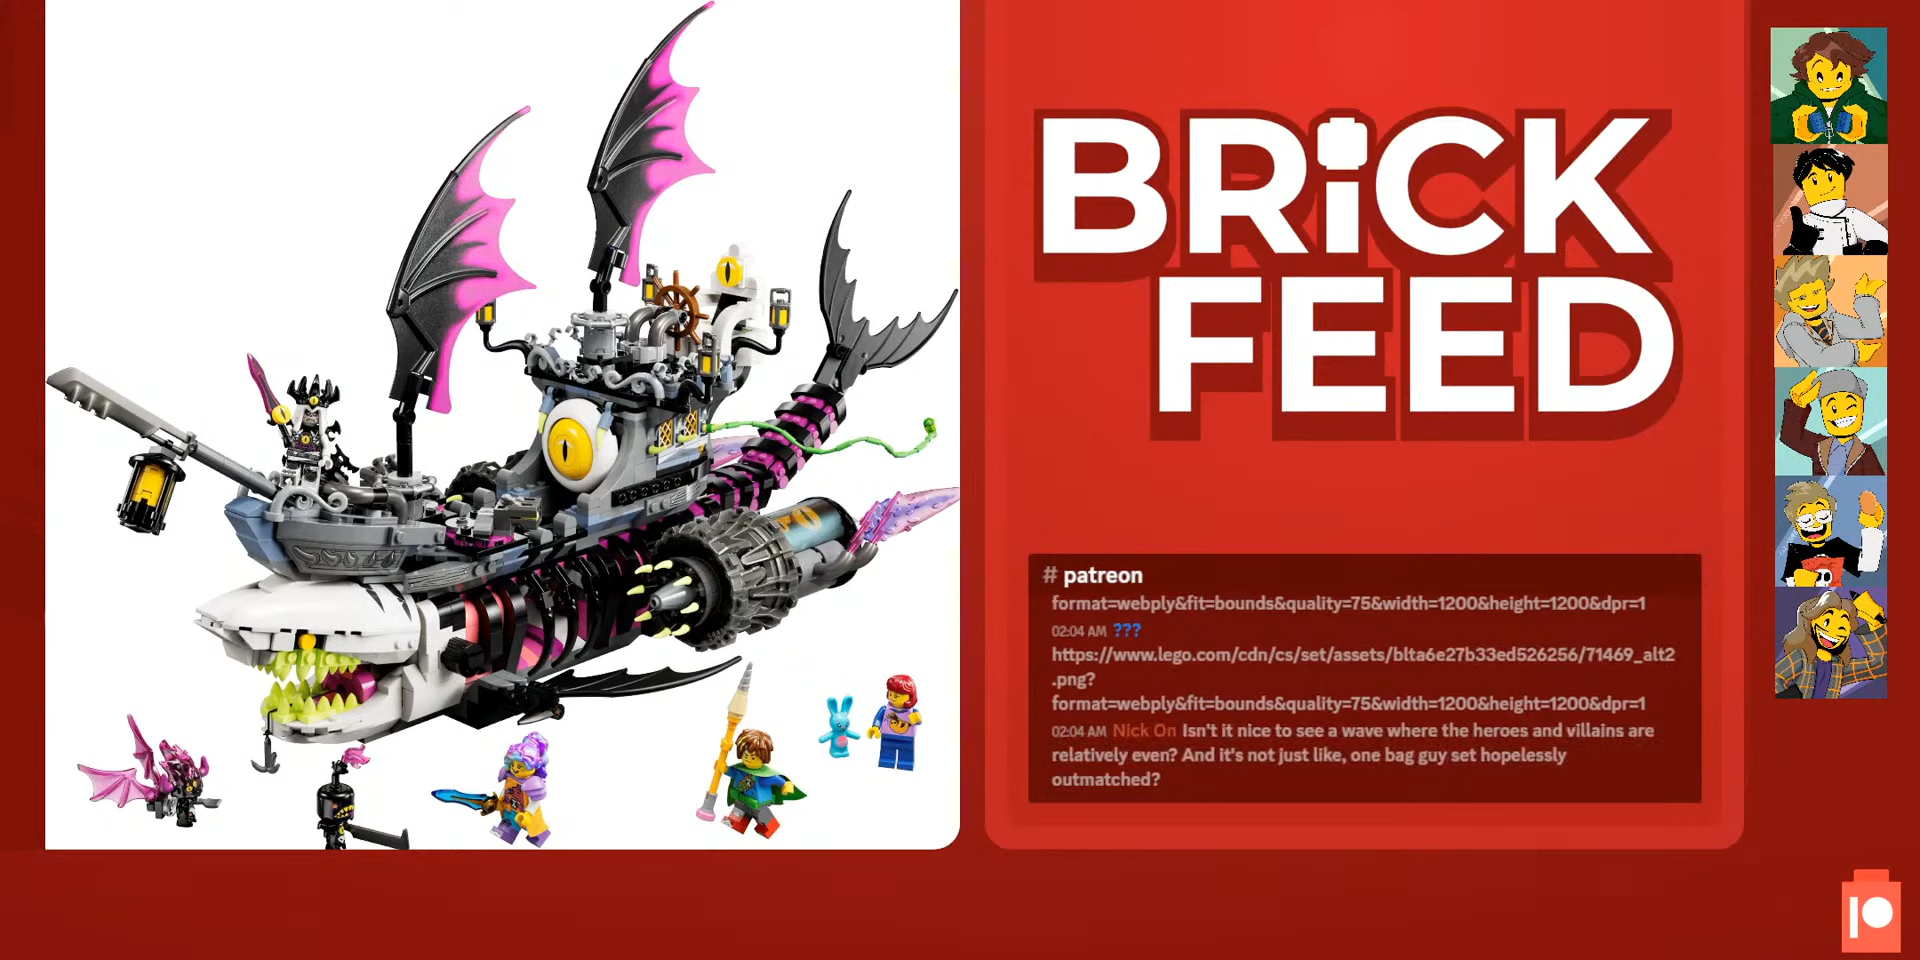 BRiCK
FEED
# patreon
format=webply&fit=bounds&quality=75&width=1200&height=1200&dpr=1
02:04 AM ???
https://www.lego.com/cdn/cs/set/assets/blta6e27b33ed526256/71469_alt2
.png?
format=webply&fit=bounds&quality=75&width=1200&height=1200&dpr=1
02:04 AM Nick On Isn't it nice to see a wave where the heroes and villains are
relatively even? And it's not just like, one bag guy set hopelessly
outmatched?